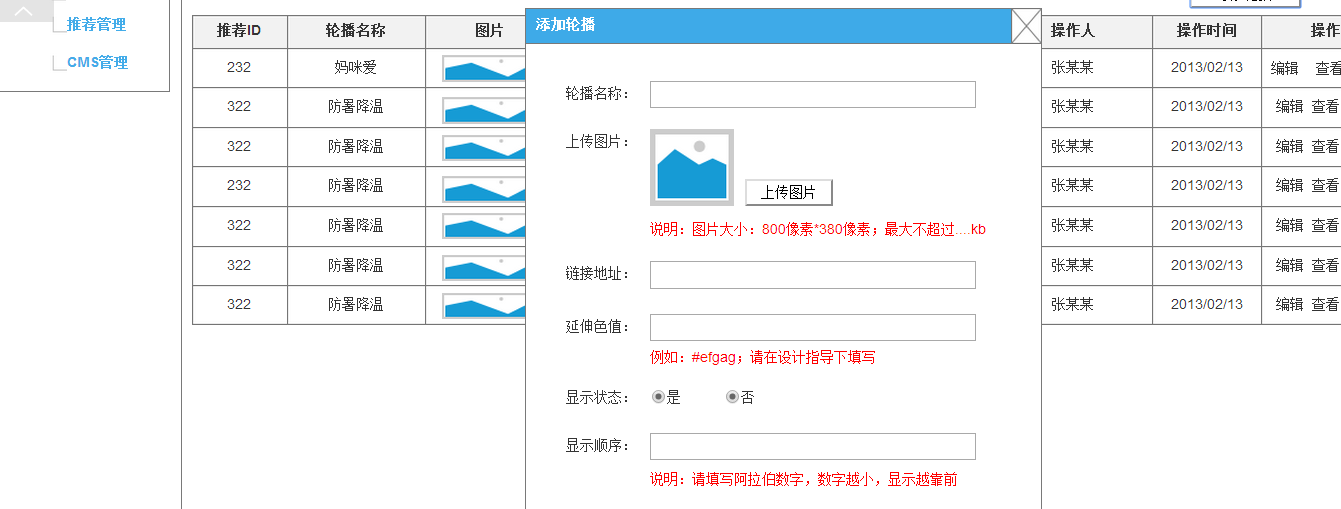 推荐管理
CMS管理
推荐ID 轮播名称 图片 操作人 操作时间 操作
232 妈咪爱 张某某 2013/02/13 编辑 查看
322 防署降温 张某某 2013/02/13 编辑 查看
322 防署降温 张某某 2013/02/13 编辑 查看
232 防署降温 张某某 2013/02/13 编辑 查看
322 防署降温 张某某 2013/02/13 编辑 查看
322 防署降温 张某某 2013/02/13 编辑 查看
322 防署降温 张某某 2013/02/13 编辑 查看
添加轮播
轮播名称：
上传图片：
上传图片
说明：图片大小：800像素*380像素；最大不超过....kb
链接地址：
延伸色值：
例如：#efgag；请在设计指导下填写
显示状态： 是 否
显示顺序：
说明：请填写阿拉伯数字，数字越小，显示越靠前